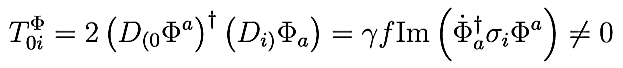 $T_{0i}^{\Phi} = 2\left(D_{(0}\Phi^{a}\right)^{\dagger}\left(D_{i)}\Phi_{a}\right) = \gamma f \mathrm{Im}\left(\dot{\Phi}_{a}^{\dagger}\sigma_{i}\Phi^{a}\right) \neq 0$